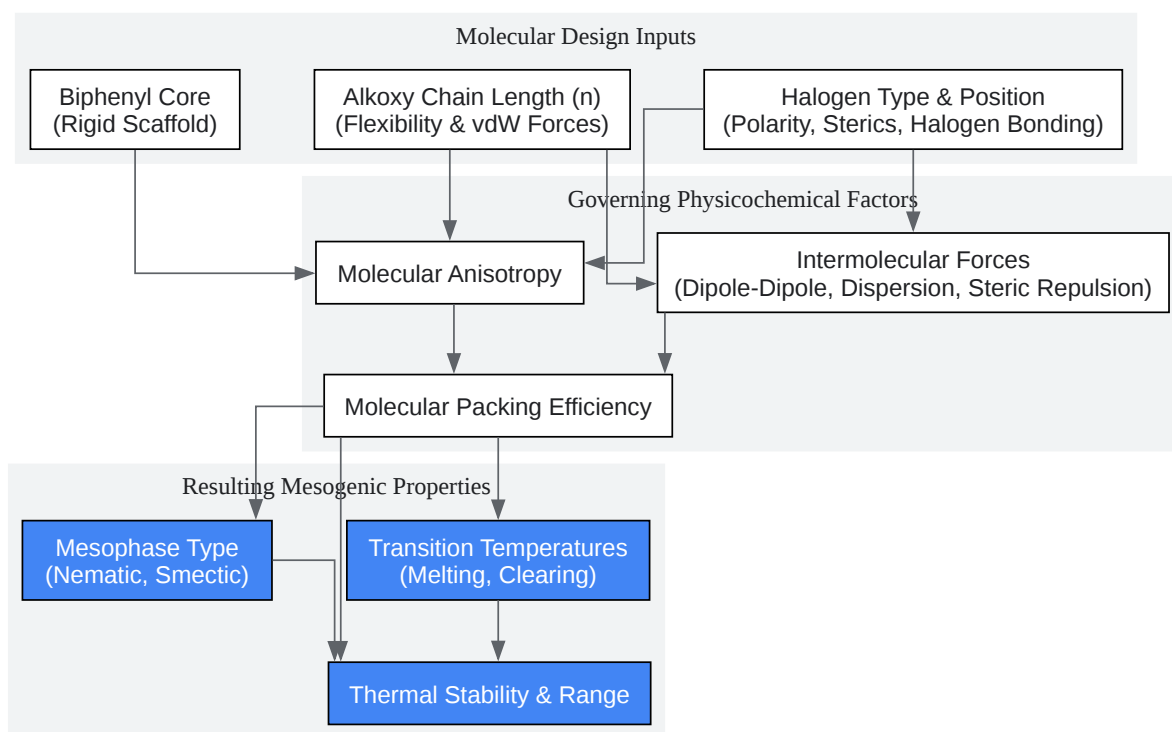 Molecular Design Inputs
Biphenyl Core
(Rigid Scaffold)
Alkoxy Chain Length (n)
(Flexibility & vdW Forces)
Halogen Type & Position
(Polarity, Sterics, Halogen Bonding)
Governing Physicochemical Factors
Molecular Anisotropy
Intermolecular Forces
(Dipole-Dipole, Dispersion, Steric Repulsion)
Molecular Packing Efficiency
Resulting Mesogenic Properties
Mesophase Type
(Nematic, Smectic)
Transition Temperatures
(Melting, Clearing)
Thermal Stability & Range